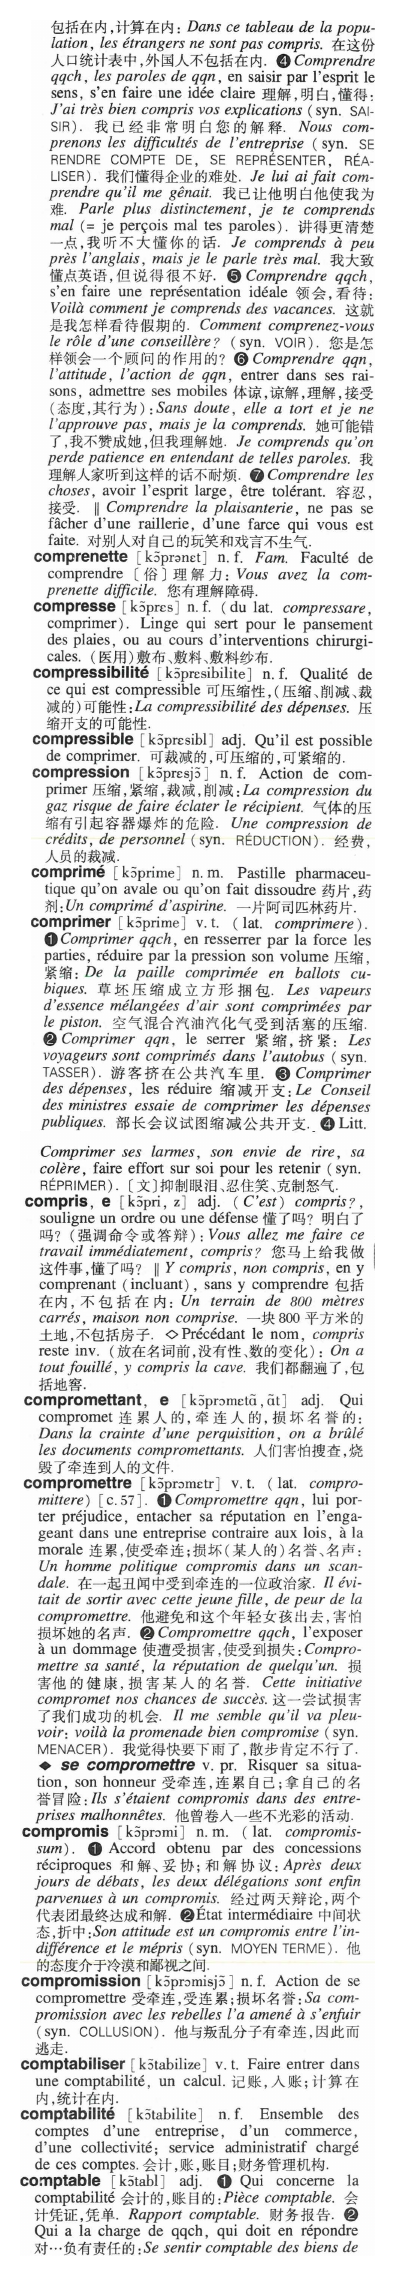 包括在内,计算在内: Dans ce tableau de la popu-
lation, les étrangers ne sont pas compris. 在这份
人口统计表中,外国人不包括在内. ❹ Comprendre
qqch, les paroles de qqn, en saisir par l'esprit le
sens, s'en faire une idée claire 理解,明白,懂得:
J'ai très bien compris vos explications (syn. SAI-
SIR). 我已经非常明白您的解释. Nous com-
prenons les difficultés de l'entreprise (syn. SE
RENDRE COMPTE DE, SE REPRÉSENTER, RÉA-
LISER). 我们懂得企业的难处. Je lui ai fait com-
prendre qu'il me gênait. 我已让他明白他使我为
难. Parle plus distinctement, je te comprends
mal (= je perçois mal tes paroles). 讲得更清楚
一点,我听不大懂你的话. Je comprends à peu
près l'anglais, mais je le parle très mal. 我大致
懂点英语,但说得很不好. ❺ Comprendre qqch,
s'en faire une représentation idéale 领会,看待:
Voilà comment je comprends des vacances. 这就
是我怎样看待假期的. Comment comprenez-vous
le rôle d'une conseillère? (syn. VOIR). 您是怎
样领会一个顾问的作用的? ❻ Comprendre qqn,
l'attitude, l'action de qqn, entrer dans ses rai-
sons, admettre ses mobiles 体谅,谅解,理解,接受
(态度,其行为):Sans doute, elle a tort et je ne
l'approuve pas, mais je la comprends. 她可能错
了,我不赞成她,但我理解她. Je comprends qu'on
perde patience en entendant de telles paroles. 我
理解人家听到这样的话不耐烦. ❼ Comprendre les
choses, avoir l'esprit large, être tolérant. 容忍,
接受. ‖ Comprendre la plaisanterie, ne pas se
fâcher d'une raillerie, d'une farce qui vous est
faite. 对别人对自己的玩笑和戏言不生气.
comprenette [kɔ̃prənɛt] n. f. Fam. Faculté de
comprendre [俗]理解力: Vous avez la com-
prenette difficile. 您有理解障碍.
compresse [kɔ̃prɛs] n. f. (du lat. compressare,
comprimer). Linge qui sert pour le pansement
des plaies, ou au cours d'interventions chirurgi-
cales. (医用)敷布、敷料、敷料纱布.
compressibilité [kɔ̃presibilite] n. f. Qualité de
ce qui est compressible 可压缩性,(压缩、削减、裁
减的)可能性:La compressibilité des dépenses. 压
缩开支的可能性.
compressible [kɔ̃presibl] adj. Qu'il est possible
de comprimer. 可裁减的,可压缩的,可紧缩的.
compression [kɔ̃presjɔ̃] n. f. Action de com-
primer 压缩,紧缩,裁减,削减:La compression du
gaz risque de faire éclater le récipient. 气体的压
缩有引起容器爆炸的危险. Une compression de
crédits, de personnel (syn. RÉDUCTION). 经费,
人员的裁减.
comprimé [kɔ̃prime] n. m. Pastille pharmaceu-
tique qu'on avale ou qu'on fait dissoudre 药片,药
剂:Un comprimé d'aspirine. 一片阿司匹林药片.
comprimer [kɔ̃prime] v. t. (lat. comprimere).
❶ Comprimer qqch, en resserrer par la force les
parties, réduire par la pression son volume 压缩,
紧缩: De la paille comprimée en ballots cu-
biques. 草坯压缩成立方形捆包. Les vapeurs
d'essence mélangées d'air sont comprimées par
le piston. 空气混合汽油汽化气受到活塞的压缩.
❷ Comprimer qqn, le serrer 紧缩,挤紧: Les
voyageurs sont comprimés dans l'autobus (syn.
TASSER). 游客挤在公共汽车里. ❸ Comprimer
des dépenses, les réduire 缩减开支:Le Conseil
des ministres essaie de comprimer les dépenses
publiques. 部长会议试图缩减公共开支. ❹ Litt.
Comprimer ses larmes, son envie de rire, sa
colère, faire effort sur soi pour les retenir (syn.
RÉPRIMER). [文]抑制眼泪、忍住笑、克制怒气.
compris, e [kɔ̃pri, z] adj. (C'est) compris?,
souligne un ordre ou une défense 懂了吗? 明白了
吗? (强调命令或答辩):Vous allez me faire ce
travail immédiatement, compris? 您马上给我做
这件事,懂了吗? ‖ Y compris, non compris, en y
comprenant (incluant), sans y comprendre 包括
在内,不包括在内: Un terrain de 800 mètres
carrés, maison non comprise. 一块 800 平方米的
土地,不包括房子. ◇ Précédant le nom, compris
reste inv. (放在名词前,没有性、数的变化): On a
tout fouillé, y compris la cave. 我们都翻遍了,包
括地窖.
compromettant, e [kɔ̃prɔmɛtɑ̃, ɑ̃t] adj. Qui
compromet 连累人的,牵连人的,损坏名誉的:
Dans la crainte d'une perquisition, on a brûlé
les documents compromettants. 人们害怕搜查,烧
毁了牵连到人的文件.
compromettre [kɔ̃prɔmɛtr] v. t. (lat. compro-
mittere) [c. 57]. ❶ Compromettre qqn, lui por-
ter préjudice, entacher sa réputation en l'enga-
geant dans une entreprise contraire aux lois, à la
morale 连累,使受牵连;损坏(某人的)名誉、名声:
Un homme politique compromis dans un scan-
dale. 在一起丑闻中受到牵连的一位政治家. Il évi-
tait de sortir avec cette jeune fille, de peur de la
compromettre. 他避免和这个年轻女孩出去,害怕
损坏她的名声. ❷ Compromettre qqch, l'exposer
à un dommage 使遭受损害,使受到损失:Compro-
mettre sa santé, la réputation de quelqu'un. 损
害他的健康,损害某人的名誉. Cette initiative
compromet nos chances de succès. 这一尝试损害
了我们成功的机会. Il me semble qu'il va pleu-
voir: voilà la promenade bien compromise (syn.
MENACER). 我觉得快要下雨了,散步肯定不行了.
◆ se compromettre v. pr. Risquer sa situa-
tion, son honneur 受牵连,连累自己;拿自己的名
誉冒险:Ils s'étaient compromis dans des entre-
prises malhonnêtes. 他曾卷入一些不光彩的活动.
compromis [kɔ̃prɔmi] n. m. (lat. compromis-
sum). ❶ Accord obtenu par des concessions
réciproques 和解、妥协;和解协议: Après deux
jours de débats, les deux délégations sont enfin
parvenues à un compromis. 经过两天辩论,两个
代表团最终达成和解. ❷ État intermédiaire 中间状
态,折中:Son attitude est un compromis entre l'in-
différence et le mépris (syn. MOYEN TERME). 他
的态度介于冷漠和鄙视之间.
compromission [kɔ̃prɔmisjɔ̃] n. f. Action de se
compromettre 受牵连,受连累;损坏名誉:Sa com-
promission avec les rebelles l'a amené à s'enfuir
(syn. COLLUSION). 他与叛乱分子有牵连,因此而
逃走.
comptabiliser [kɔ̃tabilize] v. t. Faire entrer dans
une comptabilité, un calcul. 记账,入账;计算在
内,统计在内.
comptabilité [kɔ̃tabilite] n. f. Ensemble des
comptes d'une entreprise, d'un commerce,
d'une collectivité; service administratif chargé
de ces comptes. 会计,账,账目;财务管理机构.
comptable [kɔ̃tabl] adj. ❶ Qui concerne la
comptabilité 会计的,账目的:Pièce comptable. 会
计凭证,凭单. Rapport comptable. 财务报告. ❷
Qui a la charge de qqch, qui doit en répondre
对…负有责任的:Se sentir comptable des biens de